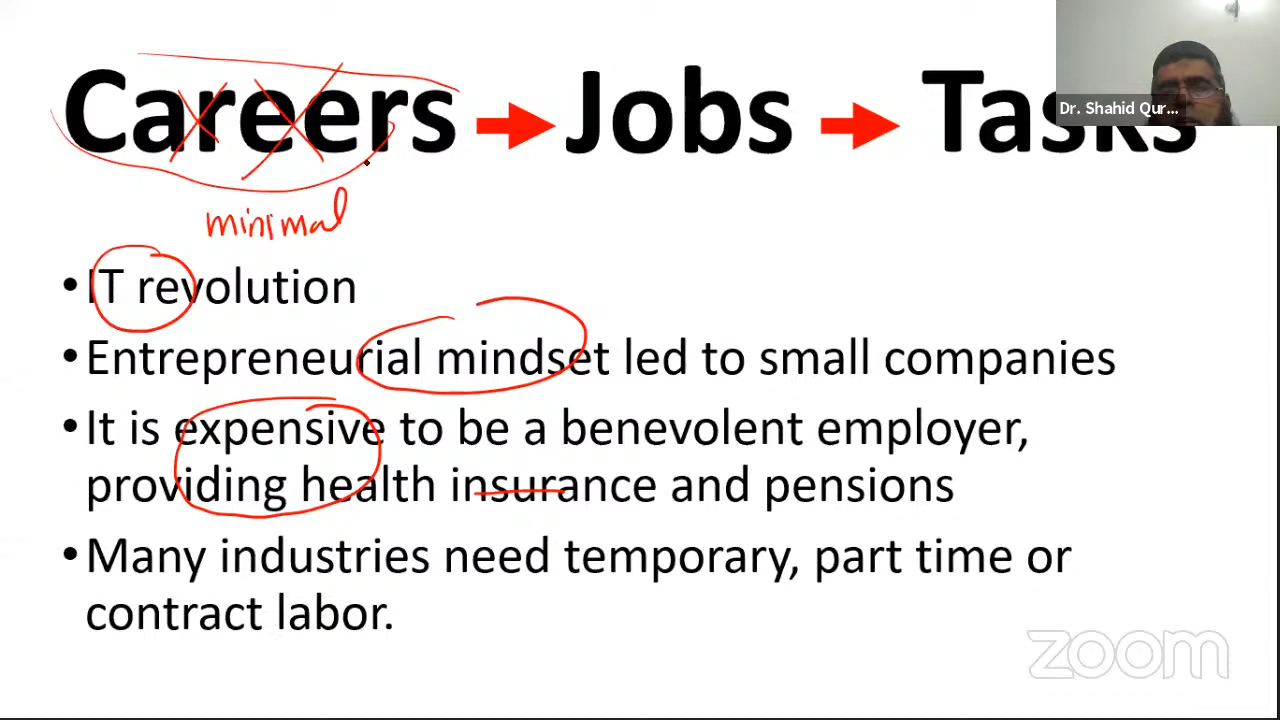 Careers → Jobs → Tasks
Dr. Shahid Qur...
minimal
• IT revolution
• Entrepreneurial mindset led to small companies
• It is expensive to be a benevolent employer,
providing health insurance and pensions
• Many industries need temporary, part time or
contract labor.
zoom